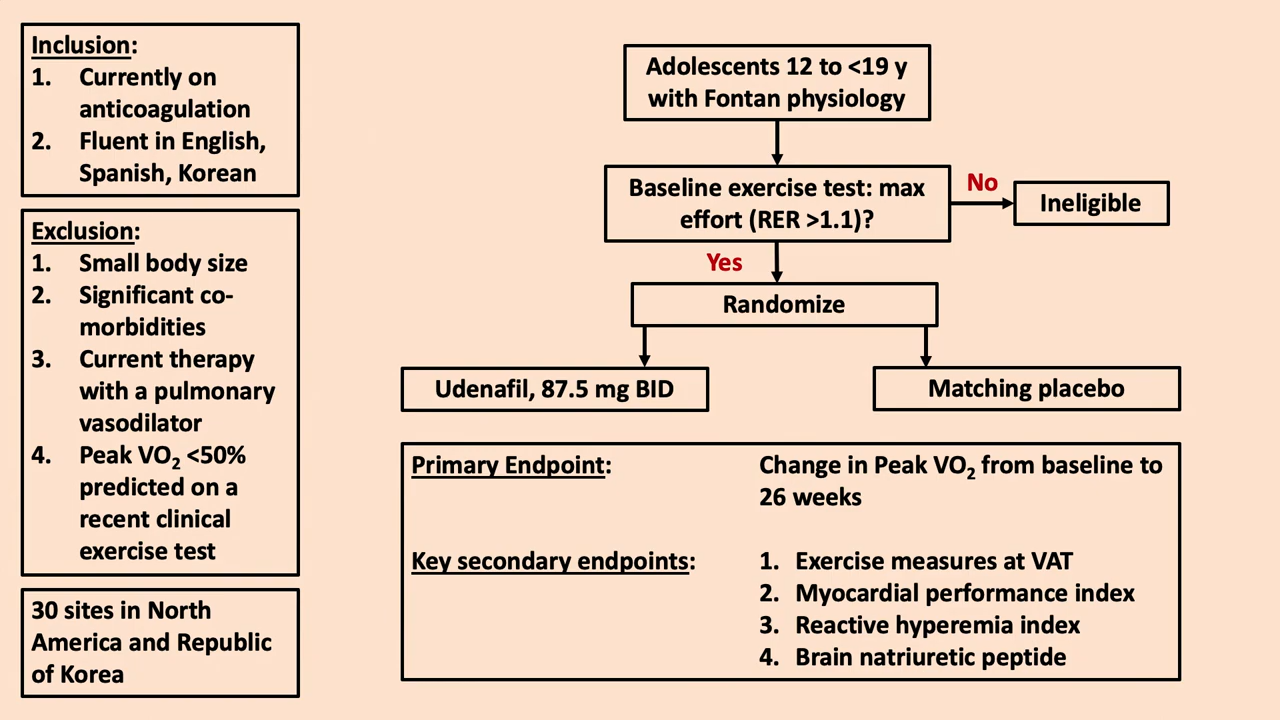 Inclusion:
1. Currently on
anticoagulation
2. Fluent in English,
Spanish, Korean
Exclusion:
1. Small body size
2. Significant co-
morbidities
3. Current therapy
with a pulmonary
vasodilator
4. Peak VO₂ <50%
predicted on a
recent clinical
exercise test
30 sites in North
America and Republic
of Korea
Adolescents 12 to <19 y
with Fontan physiology
Baseline exercise test: max
effort (RER >1.1)?
No
Ineligible
Yes
Randomize
Udenafil, 87.5 mg BID
Matching placebo
Primary Endpoint:
Change in Peak VO₂ from baseline to
26 weeks
Key secondary endpoints:
1. Exercise measures at VAT
2. Myocardial performance index
3. Reactive hyperemia index
4. Brain natriuretic peptide